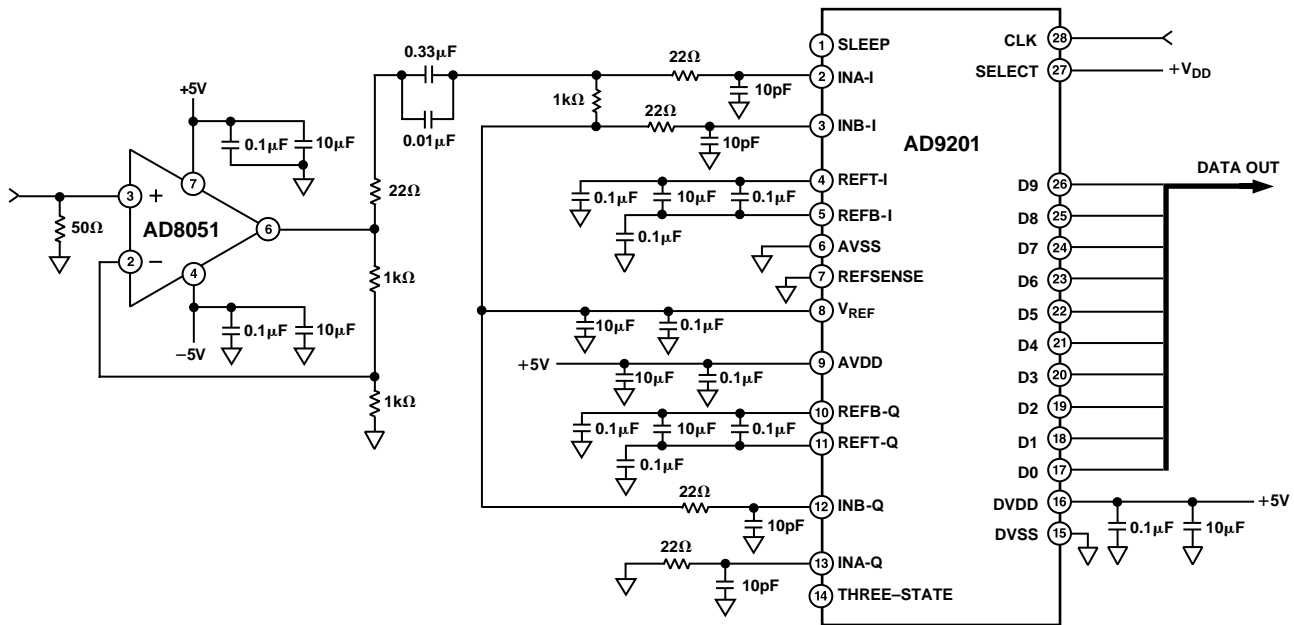 +5V
0.1µF
10µF
3
+
7
50Ω
AD8051
6
2
−
4
0.1µF
10µF
−5V
0.33µF
0.01µF
22Ω
1kΩ
1kΩ
1kΩ
22Ω
10pF
22Ω
10pF
0.1µF
10µF
0.1µF
0.1µF
10µF
0.1µF
+5V
10µF
0.1µF
0.1µF
10µF
0.1µF
0.1µF
22Ω
10pF
22Ω
10pF
AD9201
1 SLEEP
2 INA-I
3 INB-I
4 REFT-I
5 REFB-I
6 AVSS
7 REFSENSE
8 VREF
9 AVDD
10 REFB-Q
11 REFT-Q
12 INB-Q
13 INA-Q
14 THREE–STATE
CLK 28
SELECT 27
+VDD
DATA OUT
D9 26
D8 25
D7 24
D6 23
D5 22
D4 21
D3 20
D2 19
D1 18
D0 17
DVDD 16
+5V
DVSS 15
0.1µF
10µF